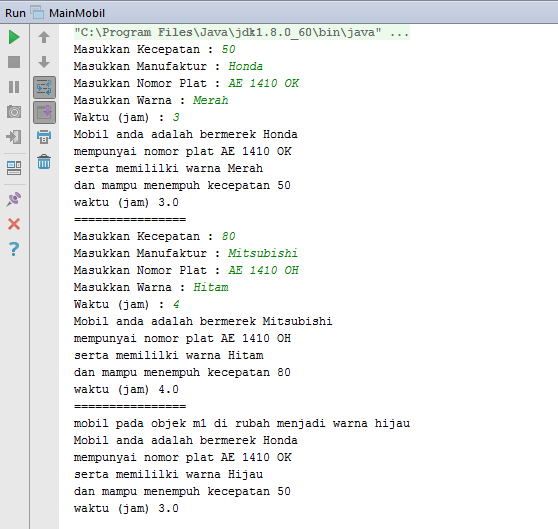 Run MainMobil
"C:\Program Files\Java\jdk1.8.0_60\bin\java" ...
Masukkan Kecepatan : 50
Masukkan Manufaktur : Honda
Masukkan Nomor Plat : AE 1410 OK
Masukkan Warna : Merah
Waktu (jam) : 3
Mobil anda adalah bermerek Honda
mempunyai nomor plat AE 1410 OK
serta memililki warna Merah
dan mampu menempuh kecepatan 50
waktu (jam) 3.0
================
Masukkan Kecepatan : 80
Masukkan Manufaktur : Mitsubishi
Masukkan Nomor Plat : AE 1410 OH
Masukkan Warna : Hitam
Waktu (jam) : 4
Mobil anda adalah bermerek Mitsubishi
mempunyai nomor plat AE 1410 OH
serta memililki warna Hitam
dan mampu menempuh kecepatan 80
waktu (jam) 4.0
================
mobil pada objek m1 di rubah menjadi warna hijau
Mobil anda adalah bermerek Honda
mempunyai nomor plat AE 1410 OK
serta memililki warna Hijau
dan mampu menempuh kecepatan 50
waktu (jam) 3.0